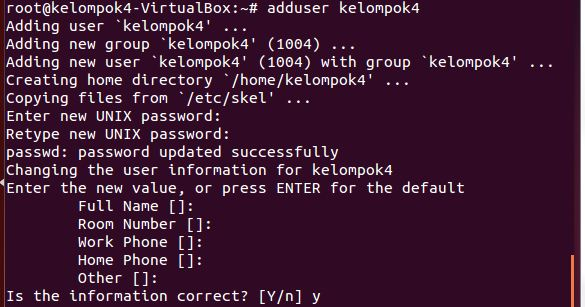 root@kelompok4-VirtualBox:~# adduser kelompok4
Adding user `kelompok4' ...
Adding new group `kelompok4' (1004) ...
Adding new user `kelompok4' (1004) with group `kelompok4' ...
Creating home directory `/home/kelompok4' ...
Copying files from `/etc/skel' ...
Enter new UNIX password:
Retype new UNIX password:
passwd: password updated successfully
Changing the user information for kelompok4
Enter the new value, or press ENTER for the default
Full Name []:
Room Number []:
Work Phone []:
Home Phone []:
Other []:
Is the information correct? [Y/n] y